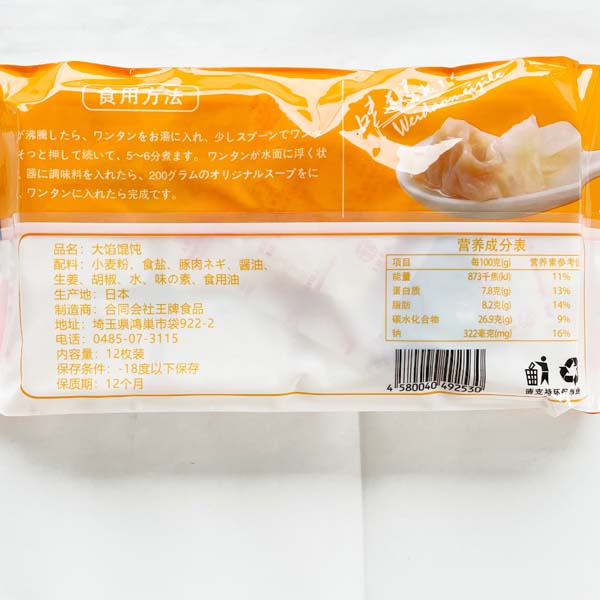 食用方法
が沸騰したら、ワンタンをお湯に入れ、少しスプーンでワンタ
そっと押して続いて、5～6分煮ます。ワンタンが水面に浮く状
、器に調味料を入れたら、200グラムのオリジナルスープをに
、ワンタンに入れたら完成です。
品名：大馅馄饨
配料：小麦粉、食盐、豚肉ネギ、醤油、
生姜、胡椒、水、味の素、食用油
生产地：日本
制造商：合同会社王牌食品
地址：埼玉県鴻巣市袋922-2
电话：0485-07-3115
内容量：12枚装
保存条件：-18度以下保存
保质期：12个月
营养成分表
项目 每100克(g) 营养素参考值
能量 873千焦(kJ) 11%
蛋白质 7.8克(g) 13%
脂肪 8.2克(g) 14%
碳水化合物 26.9克(g) 9%
钠 322毫克(mg) 16%
4 580040 492530
请支持环保